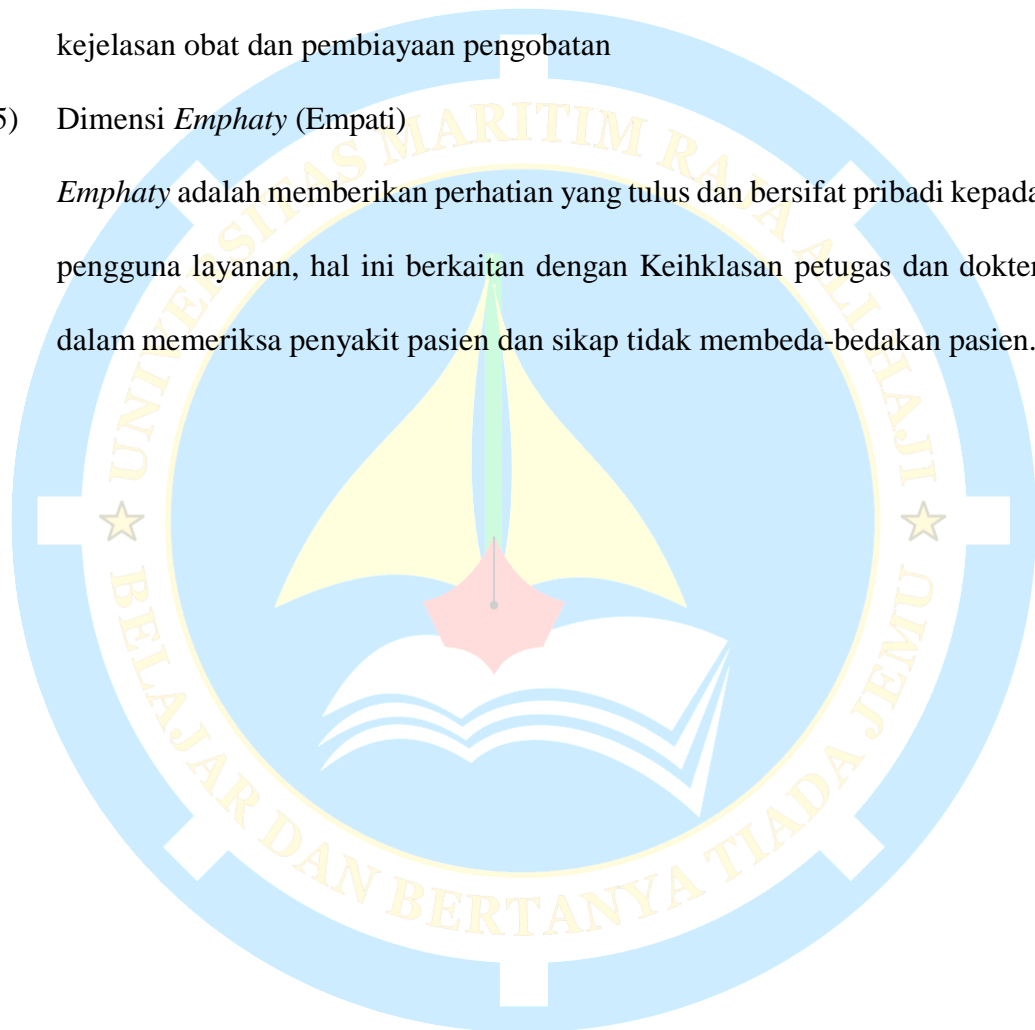 kejelasan obat dan pembiayaan pengobatan
5) Dimensi Emphaty (Empati)
Emphaty adalah memberikan perhatian yang tulus dan bersifat pribadi kepada
pengguna layanan, hal ini berkaitan dengan Keihklasan petugas dan dokter
dalam memeriksa penyakit pasien dan sikap tidak membeda-bedakan pasien.
UNIVERSITAS MARITIM RAJA ALI HAJI
BELAJAR DAN BERTANYA TIADA JEMU